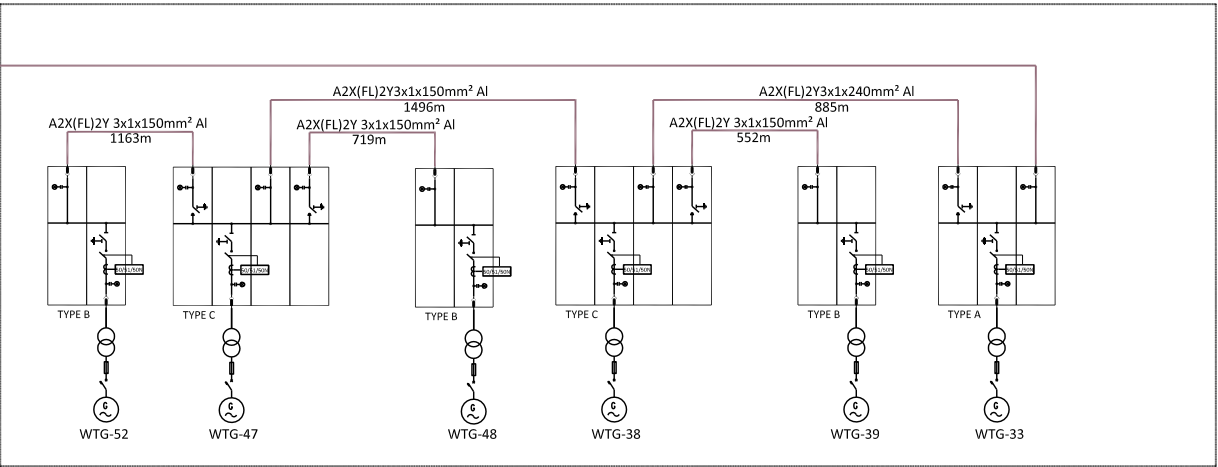 A2X(FL)2Y3x1x150mm² Al
1496m
A2X(FL)2Y3x1x240mm² Al
885m
A2X(FL)2Y 3x1x150mm² Al
1163m
A2X(FL)2Y 3x1x150mm² Al
719m
A2X(FL)2Y 3x1x150mm² Al
552m
50/51/50N
50/51/50N
50/51/50N
50/51/50N
50/51/50N
50/51/50N
TYPE B
TYPE C
TYPE B
TYPE C
TYPE B
TYPE A
G
G
G
G
G
G
WTG-52
WTG-47
WTG-48
WTG-38
WTG-39
WTG-33